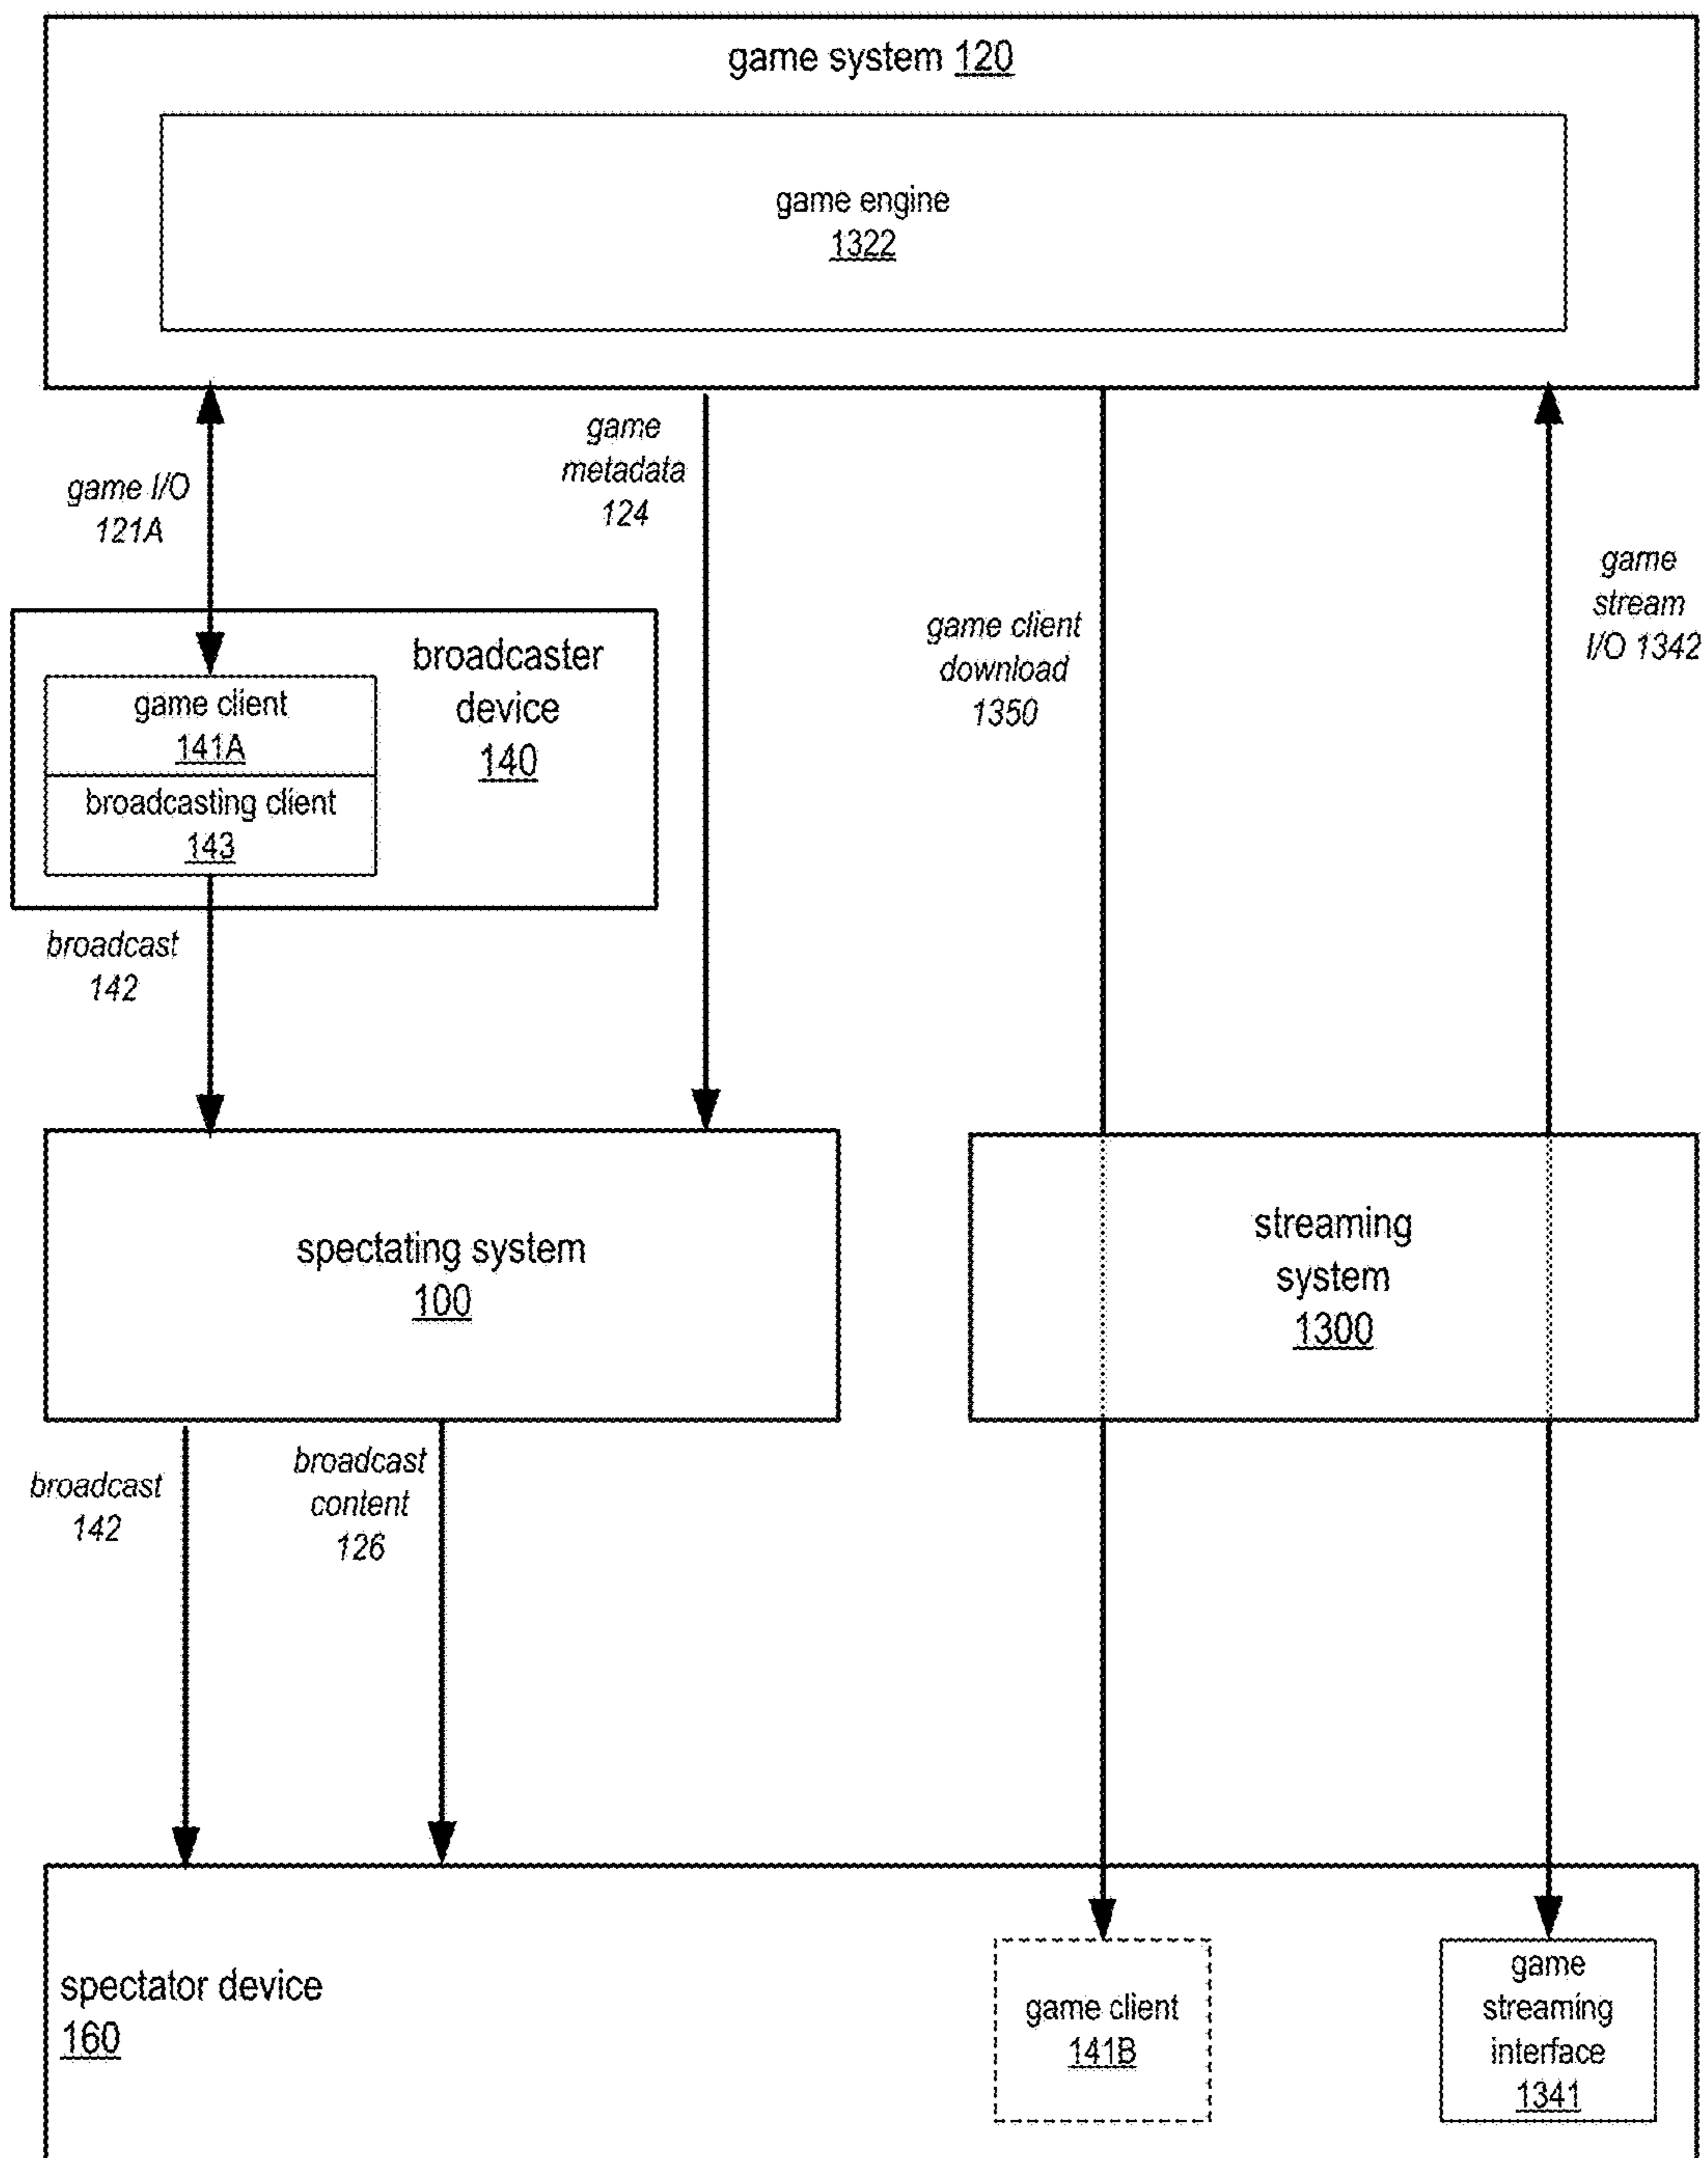 game system 120
game engine
1322
game
metadata
124
game I/O
121A
game
stream
I/O 1342
game client
download
1350
broadcaster
device
140
game client
141A
broadcasting client
143
broadcast
142
spectating system
100
streaming
system
1300
broadcast
142
broadcast
content
126
spectator device
160
game client
141B
game
streaming
interface
1341